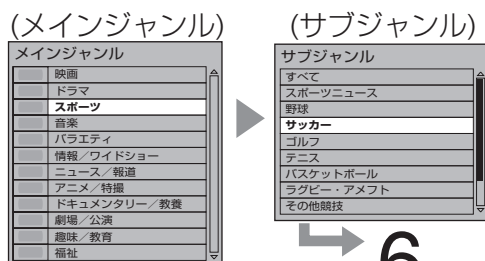 (メインジャンル)
メインジャンル
映画
ドラマ
スポーツ
音楽
バラエティ
情報／ワイドショー
ニュース／報道
アニメ／特撮
ドキュメンタリー／教養
劇場／公演
趣味／教育
福祉
(サブジャンル)
サブジャンル
すべて
スポーツニュース
野球
サッカー
ゴルフ
テニス
バスケットボール
ラグビー・アメフト
その他競技
6